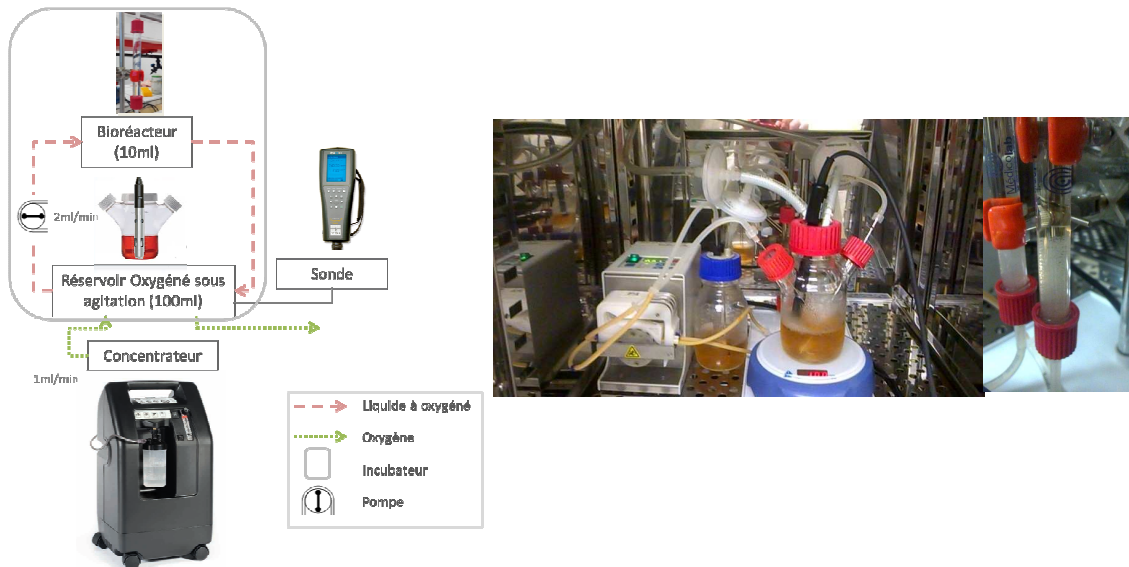 Bioréacteur
(10ml)
2ml/min
Réservoir Oxygéné sous
agitation (100ml)
Sonde
Concentrateur
1ml/min
Liquide à oxygéné
Oxygène
Incubateur
Pompe